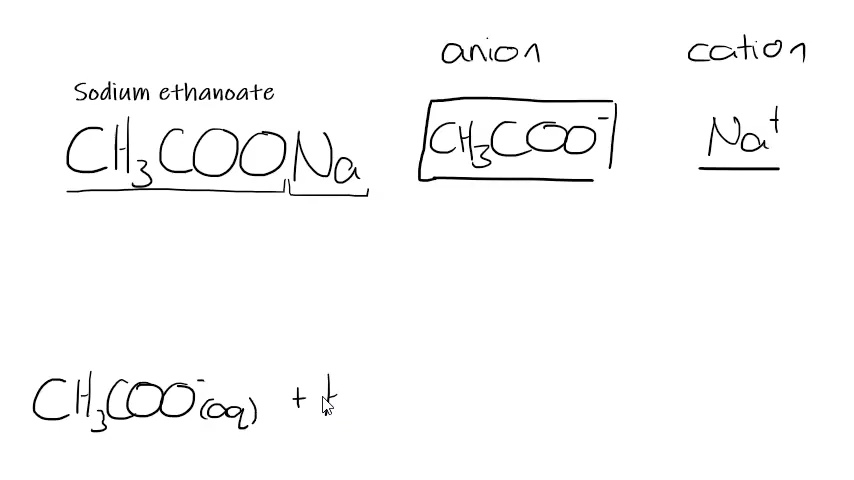 anion cation
Sodium ethanoate
CH₃COONa CH₃COO⁻ Na⁺
CH₃COO⁻(aq) +